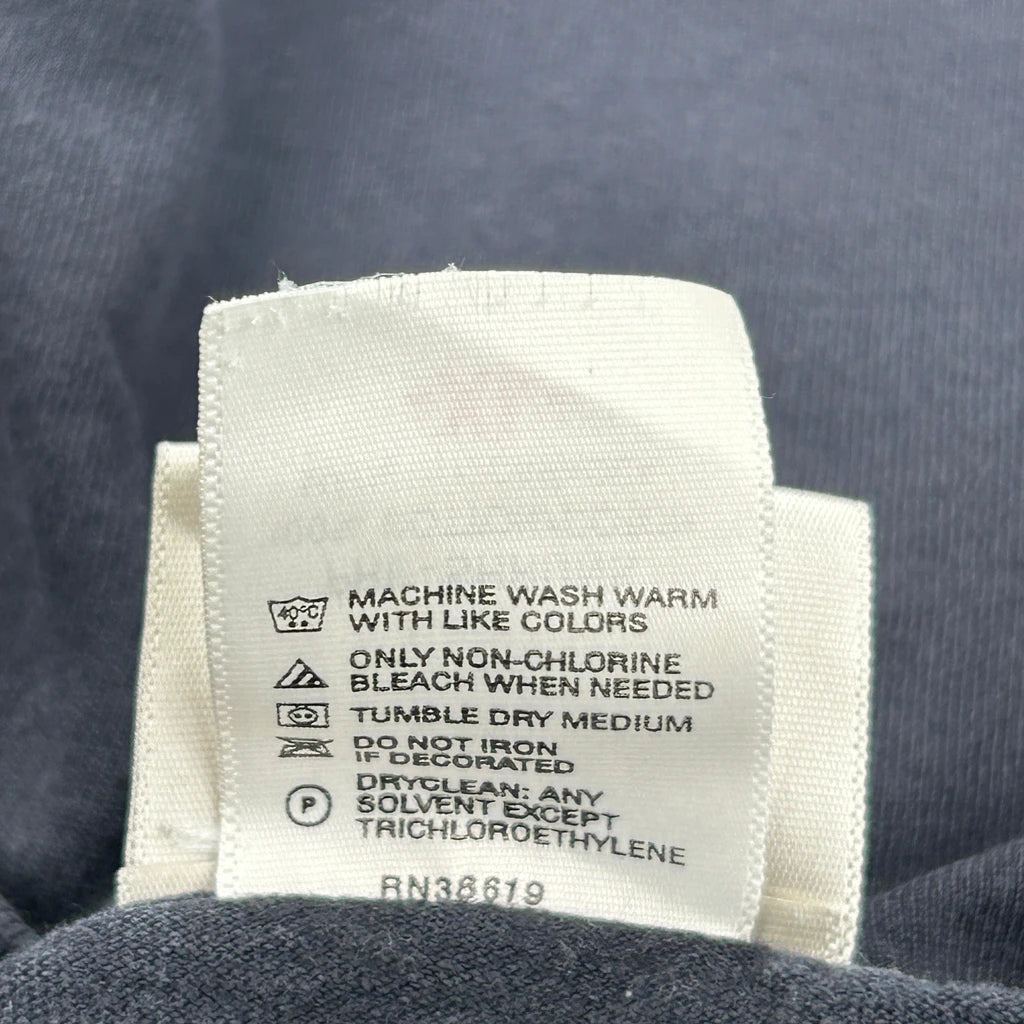 40°C
MACHINE WASH WARM
WITH LIKE COLORS
ONLY NON-CHLORINE
BLEACH WHEN NEEDED
TUMBLE DRY MEDIUM
DO NOT IRON
IF DECORATED
P
DRYCLEAN: ANY
SOLVENT EXCEPT
TRICHLOROETHYLENE
RN38619